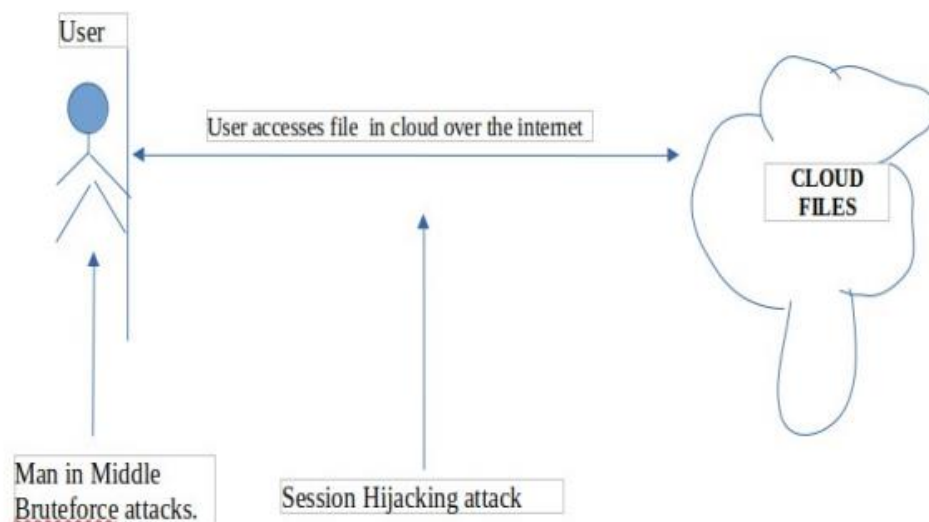 User
User accesses file in cloud over the internet
CLOUD
FILES
Man in Middle
Bruteforce attacks.
Session Hijacking attack